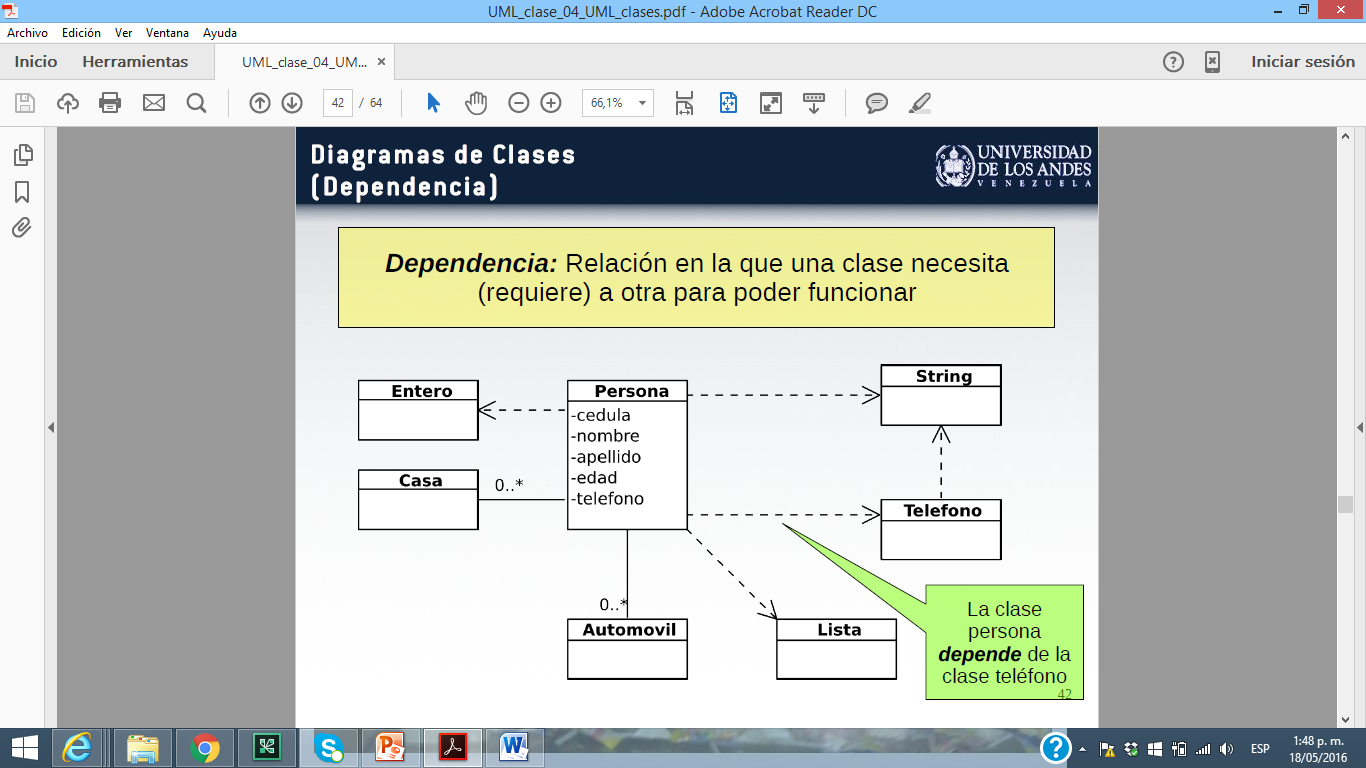 UML_clase_04_UML_clases.pdf - Adobe Acrobat Reader DC
Archivo Edición Ver Ventana Ayuda
Inicio Herramientas UML_clase_04_UM... × Iniciar sesión
42 / 64 66,1%
Diagramas de Clases
(Dependencia)
UNIVERSIDAD
DE LOS ANDES
VENEZUELA
Dependencia: Relación en la que una clase necesita
(requiere) a otra para poder funcionar
String
Entero
Persona
-cedula
-nombre
-apellido
-edad
-telefono
Casa
0..*
Telefono
0..*
Automovil
Lista
La clase
persona
depende de la
clase teléfono
42
ESP
1:48 p. m.
18/05/2016